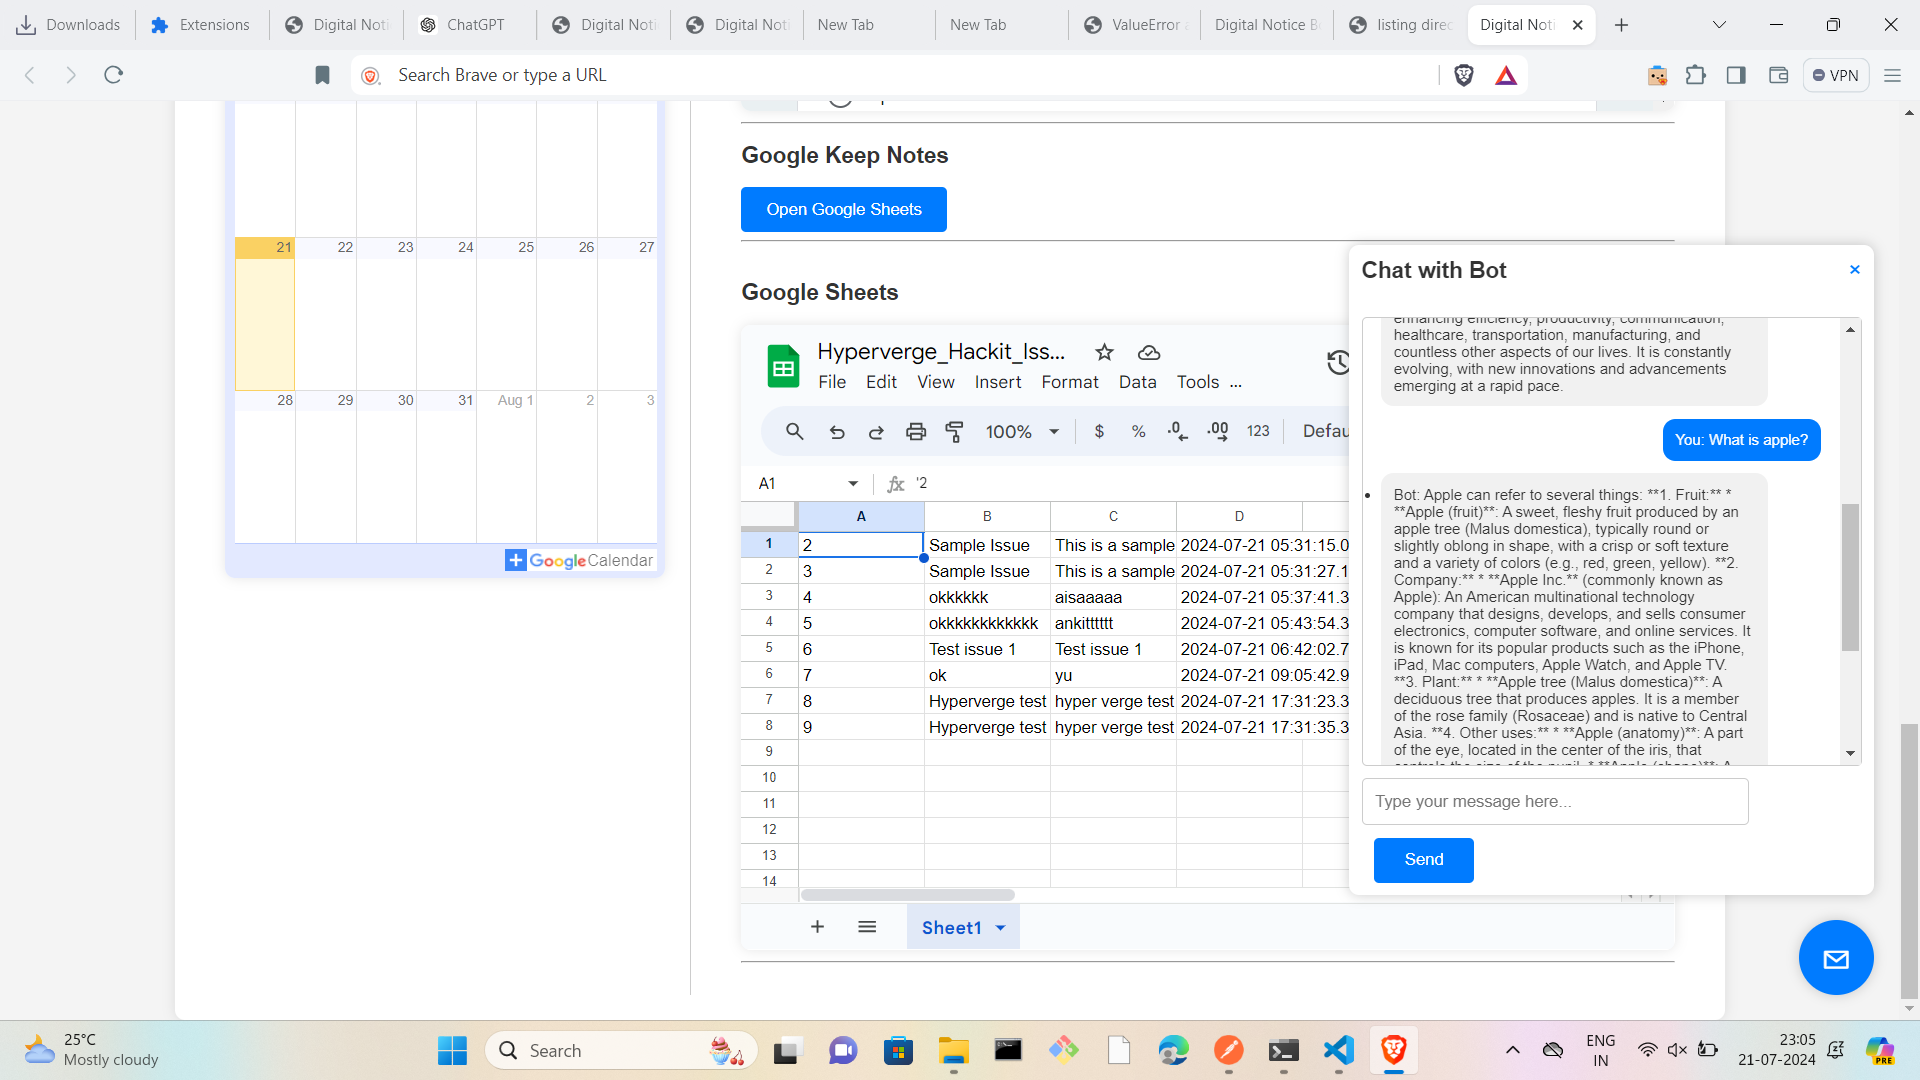 Downloads
Extensions
Digital Noti
ChatGPT
Digital Noti
Digital Noti
New Tab
New Tab
ValueError a
Digital Notice B
listing direc
Digital Noti
Search Brave or type a URL
VPN
21 22 23 24 25 26 27
28 29 30 31 Aug 1 2 3
GoogleCalendar
Google Keep Notes
Open Google Sheets
Google Sheets
Hyperverge_Hackit_Iss...
File Edit View Insert Format Data Tools ...
100% $ % .0 .00 123 Defau
A1 fx '2
A B C D
1 2 Sample Issue This is a sample 2024-07-21 05:31:15.0
2 3 Sample Issue This is a sample 2024-07-21 05:31:27.1
3 4 okkkkkk aisaaaaa 2024-07-21 05:37:41.3
4 5 okkkkkkkkkkkk ankitttttt 2024-07-21 05:43:54.3
5 6 Test issue 1 Test issue 1 2024-07-21 06:42:02.7
6 7 ok yu 2024-07-21 09:05:42.9
7 8 Hyperverge test hyper verge test 2024-07-21 17:31:23.3
8 9 Hyperverge test hyper verge test 2024-07-21 17:31:35.3
9
10
11
12
13
14
Sheet1
Chat with Bot
enhancing efficiency, productivity, communication,
healthcare, transportation, manufacturing, and
countless other aspects of our lives. It is constantly
evolving, with new innovations and advancements
emerging at a rapid pace.
You: What is apple?
Bot: Apple can refer to several things: **1. Fruit:** *
**Apple (fruit)**: A sweet, fleshy fruit produced by an
apple tree (Malus domestica), typically round or
slightly oblong in shape, with a crisp or soft texture
and a variety of colors (e.g., red, green, yellow). **2.
Company:** * **Apple Inc.** (commonly known as
Apple): An American multinational technology
company that designs, develops, and sells consumer
electronics, computer software, and online services. It
is known for its popular products such as the iPhone,
iPad, Mac computers, Apple Watch, and Apple TV.
**3. Plant:** * **Apple tree (Malus domestica)**: A
deciduous tree that produces apples. It is a member
of the rose family (Rosaceae) and is native to Central
Asia. **4. Other uses:** * **Apple (anatomy)**: A part
of the eye, located in the center of the iris, that
controls the size of the pupil. * **Apple (shape)**: A
Type your message here...
Send
25°C
Mostly cloudy
Search
PRE
ENG
IN
23:05
21-07-2024